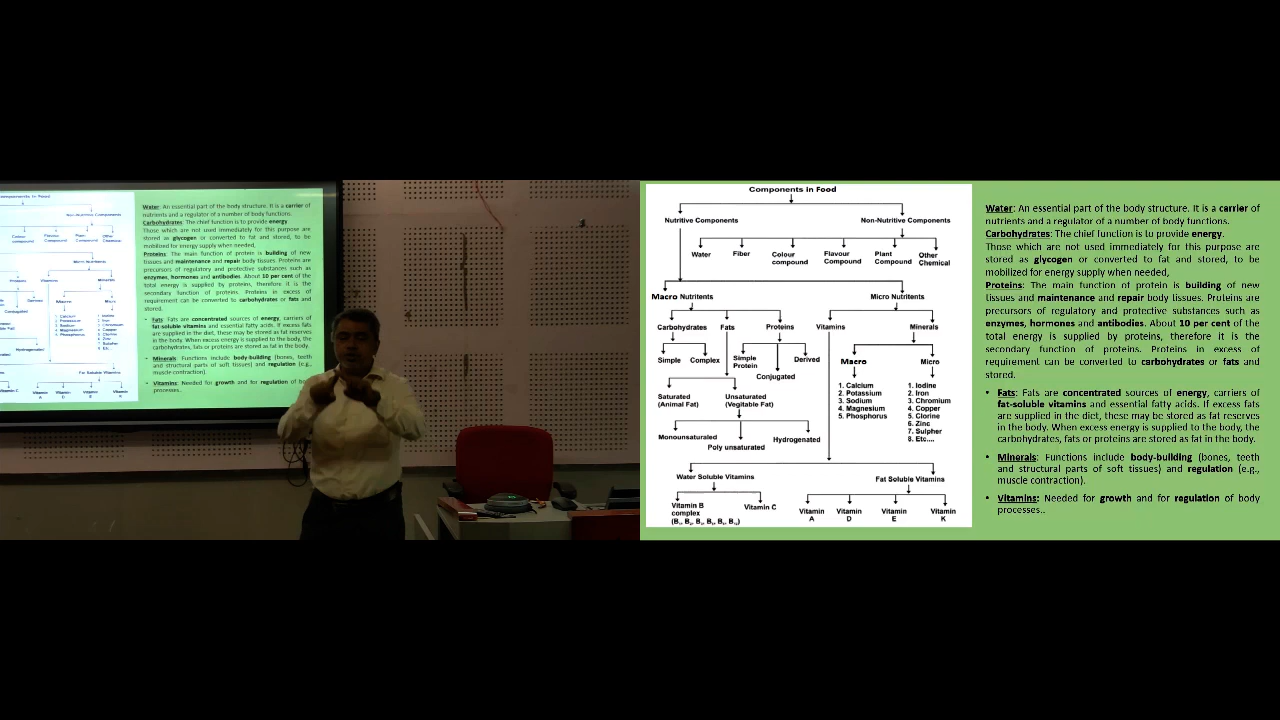 Components in Food
Nutritive Components
Non-Nutritive Components
Water
Fiber
Colour
compound
Flavour
Compound
Plant
Compound
Other
Chemical
Macro Nutritents
Micro Nutritents
Carbohydrates
Fats
Proteins
Vitamins
Minerals
Simple
Complex
Simple
Protein
Derived
Conjugated
Macro
Micro
1. Calcium
2. Potassium
3. Sodium
4. Magnesium
5. Phosphorus
1. Iodine
2. Iron
3. Chromium
4. Copper
5. Clorine
6. Zinc
7. Sulpher
8. Etc....
Saturated
(Animal Fat)
Unsaturated
(Vegitable Fat)
Monounsaturaled
Poly unsaturated
Hydrogenated
Water Soluble Vitamins
Fat Soluble Vitamins
Vitamin B
complex
Vitamin C
Vitamin
A
Vitamin
D
Vitamin
E
Vitamin
K
Water: An essential part of the body structure. It is a carrier of
nutrients and a regulator of a number of body functions.
Carbohydrates: The chief function is to provide energy.
Those which are not used immediately for this purpose are
stored as glycogen or converted to fat and stored, to be
mobilized for energy supply when needed,
Proteins: The main function of protein is building of new
tissues and maintenance and repair body tissues. Proteins are
precursors of regulatory and protective substances such as
enzymes, hormones and antibodies. About 10 per cent of the
total energy is supplied by proteins, therefore it is the
secondary function of proteins. Proteins in excess of
requirement can be converted to carbohydrates or fats and
stored.
• Fats: Fats are concentrated sources of energy, carriers of
fat-soluble vitamins and essential fatty acids. If excess fats
are supplied in the diet, these may be stored as fat reserves
in the body. When excess energy is supplied to the body, the
carbohydrates, fats or proteins are stored as fat in the body.
• Minerals: Functions include body-building (bones, teeth
and structural parts of soft tissues) and regulation (e.g.,
muscle contraction).
• Vitamins: Needed for growth and for regulation of body
processes..